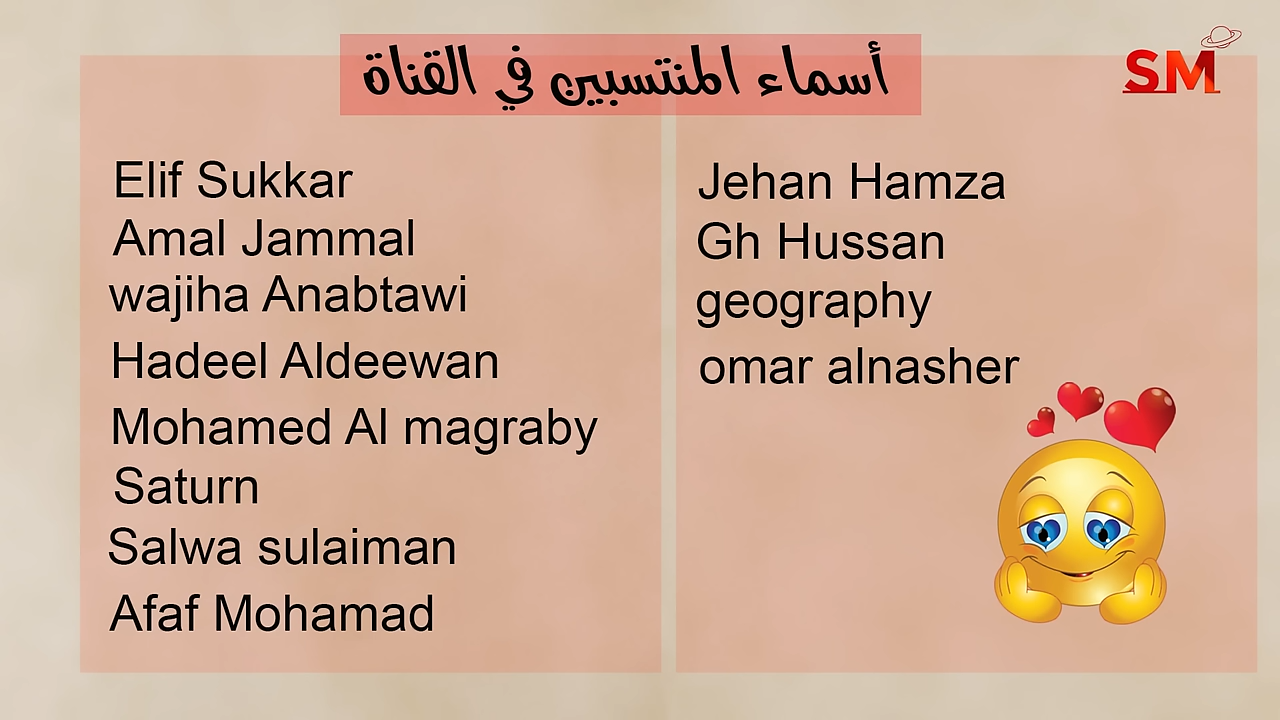 أسماء المنتسبين في القناة
SM
Elif Sukkar
Amal Jammal
wajiha Anabtawi
Hadeel Aldeewan
Mohamed Al magraby
Saturn
Salwa sulaiman
Afaf Mohamad
Jehan Hamza
Gh Hussan
geography
omar alnasher